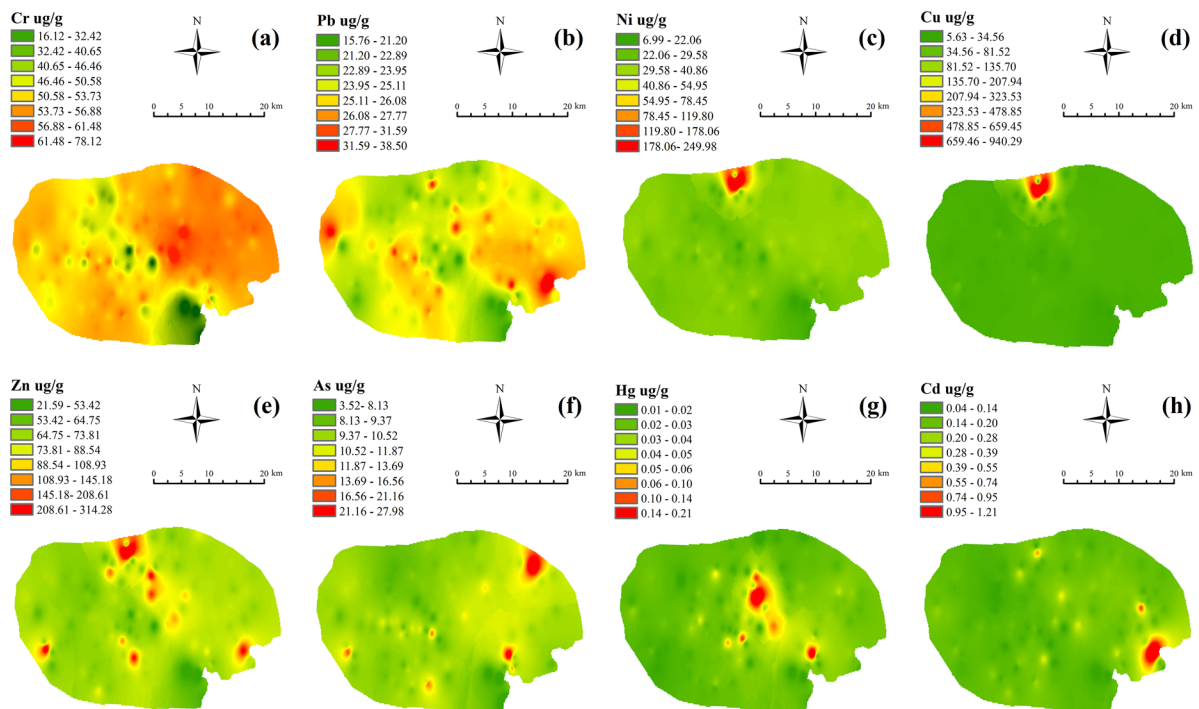 Cr ug/g
16.12 - 32.42
32.42 - 40.65
40.65 - 46.46
46.46 - 50.58
50.58 - 53.73
53.73 - 56.88
56.88 - 61.48
61.48 - 78.12
N
(a)
0 5 10 20 km
Pb ug/g
15.76 - 21.20
21.20 - 22.89
22.89 - 23.95
23.95 - 25.11
25.11 - 26.08
26.08 - 27.77
27.77 - 31.59
31.59 - 38.50
N
(b)
0 5 10 20 km
Ni ug/g
6.99 - 22.06
22.06 - 29.58
29.58 - 40.86
40.86 - 54.95
54.95 - 78.45
78.45 - 119.80
119.80 - 178.06
178.06- 249.98
N
(c)
0 5 10 20 km
Cu ug/g
5.63 - 34.56
34.56 - 81.52
81.52 - 135.70
135.70 - 207.94
207.94 - 323.53
323.53 - 478.85
478.85 - 659.45
659.46 - 940.29
N
(d)
0 5 10 20 km
Zn ug/g
21.59 - 53.42
53.42 - 64.75
64.75 - 73.81
73.81 - 88.54
88.54 - 108.93
108.93 - 145.18
145.18 - 208.61
208.61 - 314.28
N
(e)
0 5 10 20 km
As ug/g
3.52- 8.13
8.13 - 9.37
9.37 - 10.52
10.52 - 11.87
11.87 - 13.69
13.69 - 16.56
16.56 - 21.16
21.16 - 27.98
N
(f)
0 5 10 20 km
Hg ug/g
0.01 - 0.02
0.02 - 0.03
0.03 - 0.04
0.04 - 0.05
0.05 - 0.06
0.06 - 0.10
0.10 - 0.14
0.14 - 0.21
N
(g)
0 5 10 20 km
Cd ug/g
0.04 - 0.14
0.14 - 0.20
0.20 - 0.28
0.28 - 0.39
0.39 - 0.55
0.55 - 0.74
0.74 - 0.95
0.95 - 1.21
N
(h)
0 5 10 20 km